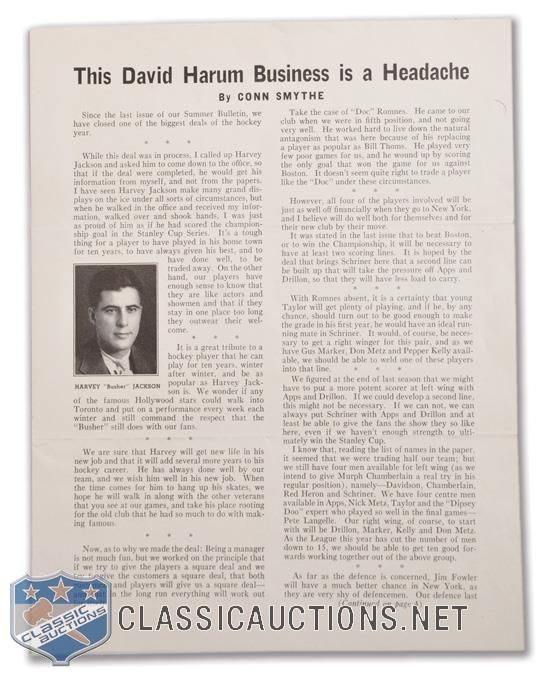 This David Harum Business is a Headache
By CONN SMYTHE
Since the last issue of our Summer Bulletin, we
have closed one of the biggest deals of the hockey
year.
* * *
While this deal was in process, I called up Harvey
Jackson and asked him to come down to the office, so
that if the deal were completed, he would get his
information from myself, and not from the papers.
I have seen Harvey Jackson make many grand dis-
plays on the ice under all sorts of circumstances, but
when he walked in the office and received my infor-
mation, walked over and shook hands, I was just
as proud of him as if he had scored the champion-
ship goal in the Stanley Cup Series. It's a tough
thing for a player to have played in his home town
for ten years, to have always given his best, and to
have done well, to be
traded away. On the other
hand, our players have
enough sense to know that
they are like actors and
showmen and that if they
stay in one place too long
they outwear their wel-
come.
* * *
It is a great tribute to a
hockey player that he can
play for ten years, winter
after winter, and be as
popular as Harvey Jack-
son is. We wonder if any
HARVEY "Busher" JACKSON
of the famous Hollywood stars could walk into
Toronto and put on a performance every week each
winter and still command the respect that the
"Busher" still does with our fans.
* * *
We are sure that Harvey will get new life in his
new job and that it will add several more years to his
hockey career. He has always done well by our
team, and we wish him well in his new job. When
the time comes for him to hang up his skates, we
hope he will walk in along with the other veterans
that you see at our games, and take his place rooting
for the old club that he had so much to do with mak-
ing famous.
* * *
Now, as to why we made the deal: Being a manager
is not much fun, but we worked on the principle that
if we try to give the players a square deal and we
try to give the customers a square deal, that both
and players will give us a square deal—
in the long run everything will work out
Take the case of "Doc" Romnes. He came to our
club when we were in fifth position, and not going
very well. He worked hard to live down the natural
antagonism that was here because of his replacing
a player as popular as Bill Thoms. He played very
few poor games for us, and he wound up by scoring
the only goal that won the game for us against
Boston. It doesn't seem quite right to trade a player
like the "Doc" under these circumstances.
* * *
However, all four of the players involved will be
just as well off financially when they go to New York,
and I believe will do well both for themselves and for
their new club by their move.
It was stated in the last issue that to beat Boston,
or to win the Championship, it will be necessary to
have at least two scoring lines. It is hoped by the
deal that brings Schriner here that a second line can
be built up that will take the pressure off Apps and
Drillon, so that they will have less load to carry.
* * *
With Romnes absent, it is a certainty that young
Taylor will get plenty of playing, and if he, by any
chance, should turn out to be good enough to make
the grade in his first year, he would have an ideal run-
ning mate in Schriner. It would, of course, be neces-
sary to get a right winger for this pair, and as we
have Gus Marker, Don Metz and Pepper Kelly avail-
able, we should be able to weld one of these players
into that line.
* * *
We figured at the end of last season that we might
have to put a more potent scorer at left wing with
Apps and Drillon. If we could develop a second line,
this might not be necessary. If we can not, we can
always put Schriner with Apps and Drillon and at
least be able to give the fans the show they so like
here, even if we haven't enough strength to ulti-
mately win the Stanley Cup.
I know that, reading the list of names in the paper,
it seemed that we were trading half our team; but
we still have four men available for left wing (as we
intend to give Murph Chamberlain a real try in his
regular position), namely—Davidson, Chamberlain,
Red Heron and Schriner. We have four centre men
available in Apps, Nick Metz, Taylor and the "Dipsey
Doo" expert who played so well in the final games—
Pete Langelle. Our right wing, of course, to start
with will be Drillon, Marker, Kelly and Don Metz.
As the League this year has cut the number of men
down to 15, we should be able to get ten good for-
wards working together out of the above group.
* * *
As far as the defence is concerned, Jim Fowler
will have a much better chance in New York, as
they are very shy of defencemen. Our defence last
(Continued on page 4)
CLASSIC AUCTIONS
CLASSICAUCTIONS.NET